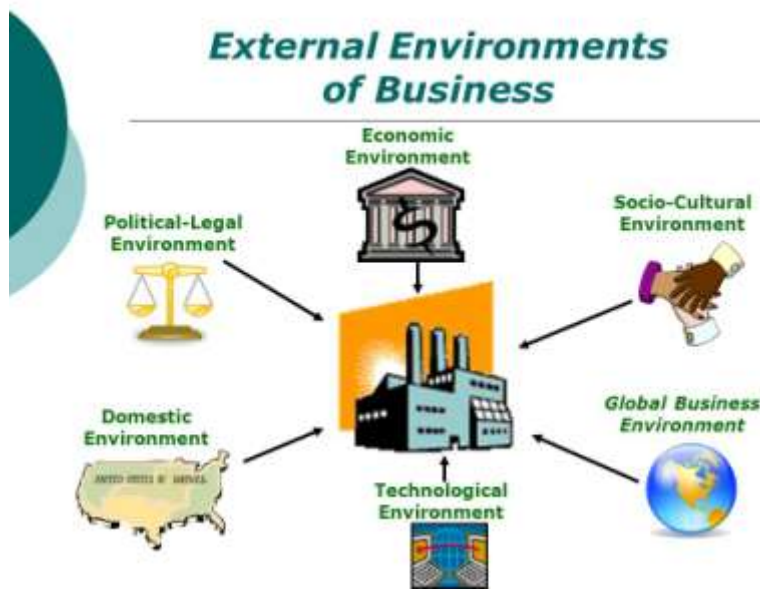 External Environments
of Business
Economic
Environment
Socio-Cultural
Environment
Political-Legal
Environment
Global Business
Environment
Domestic
Environment
Technological
Environment